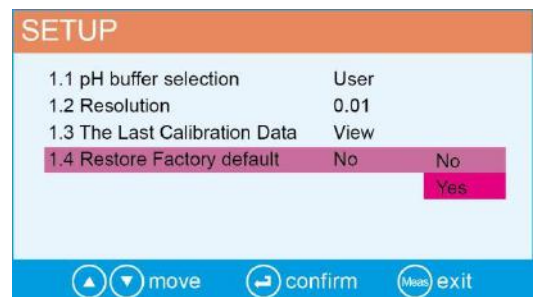 SETUP
1.1 pH buffer selection User
1.2 Resolution 0.01
1.3 The Last Calibration Data View
1.4 Restore Factory default No No
Yes
move confirm Meas exit